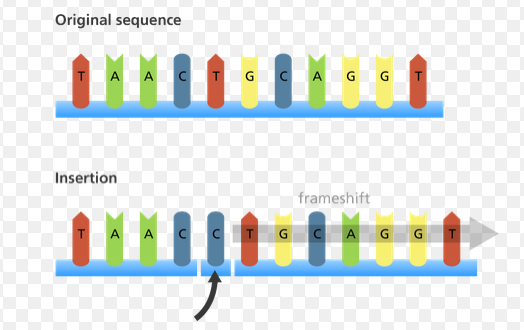 Original sequence
T A A C T G C A G G T
Insertion
frameshift
T A A C C T G C A G G T